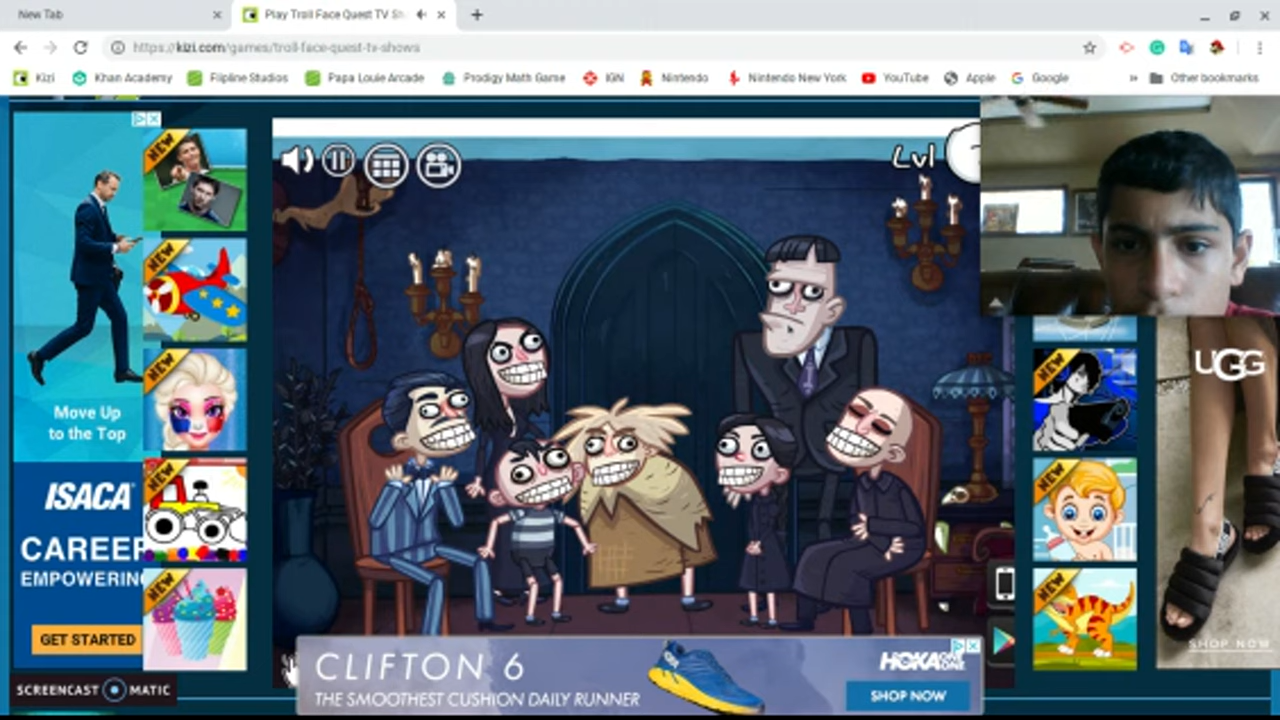 New Tab
Play Troll Face Quest TV Sh
https://kizi.com/games/troll-face-quest-tv-shows
Kizi
Khan Academy
Flipline Studios
Papa Louie Arcade
Prodigy Math Game
IGN
Nintendo
Nintendo New York
YouTube
Apple
Google
» Other bookmarks
NEW
NEW
NEW
NEW
NEW
Lvl
Move Up
to the Top
ISACA
CAREER
EMPOWERING
GET STARTED
NEW
NEW
NEW
UGG
SHOP NOW
CLIFTON 6
THE SMOOTHEST CUSHION DAILY RUNNER
HOKA ONE ONE
SHOP NOW
SCREENCAST MATIC